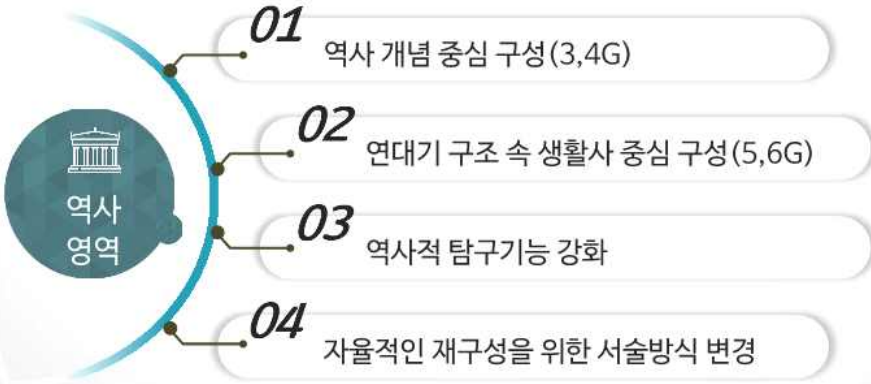 역사
영역
01
역사 개념 중심 구성(3,4G)
02
연대기 구조 속 생활사 중심 구성(5,6G)
03
역사적 탐구기능 강화
04
자율적인 재구성을 위한 서술방식 변경